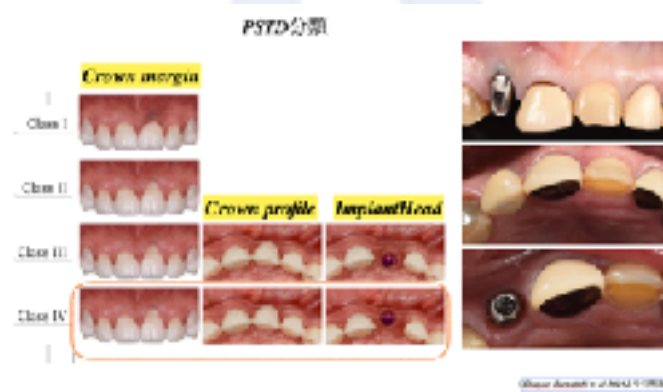 PSTD分類
Crown margin
Class I
Class II
Crown profile
ImplantHead
Class III
Class IV